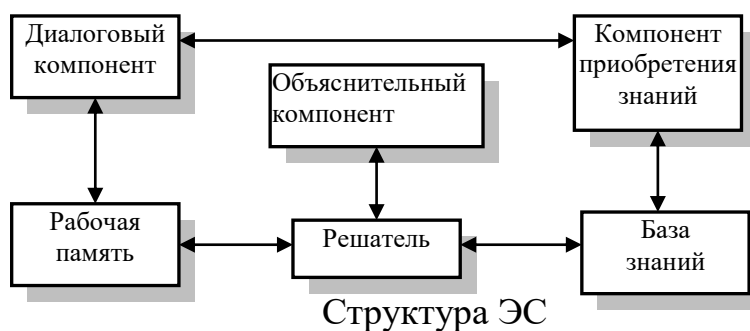 Диалоговый
компонент
Объяснительный
компонент
Компонент
приобретения
знаний
Рабочая
память
Решатель
База
знаний
Структура ЭС